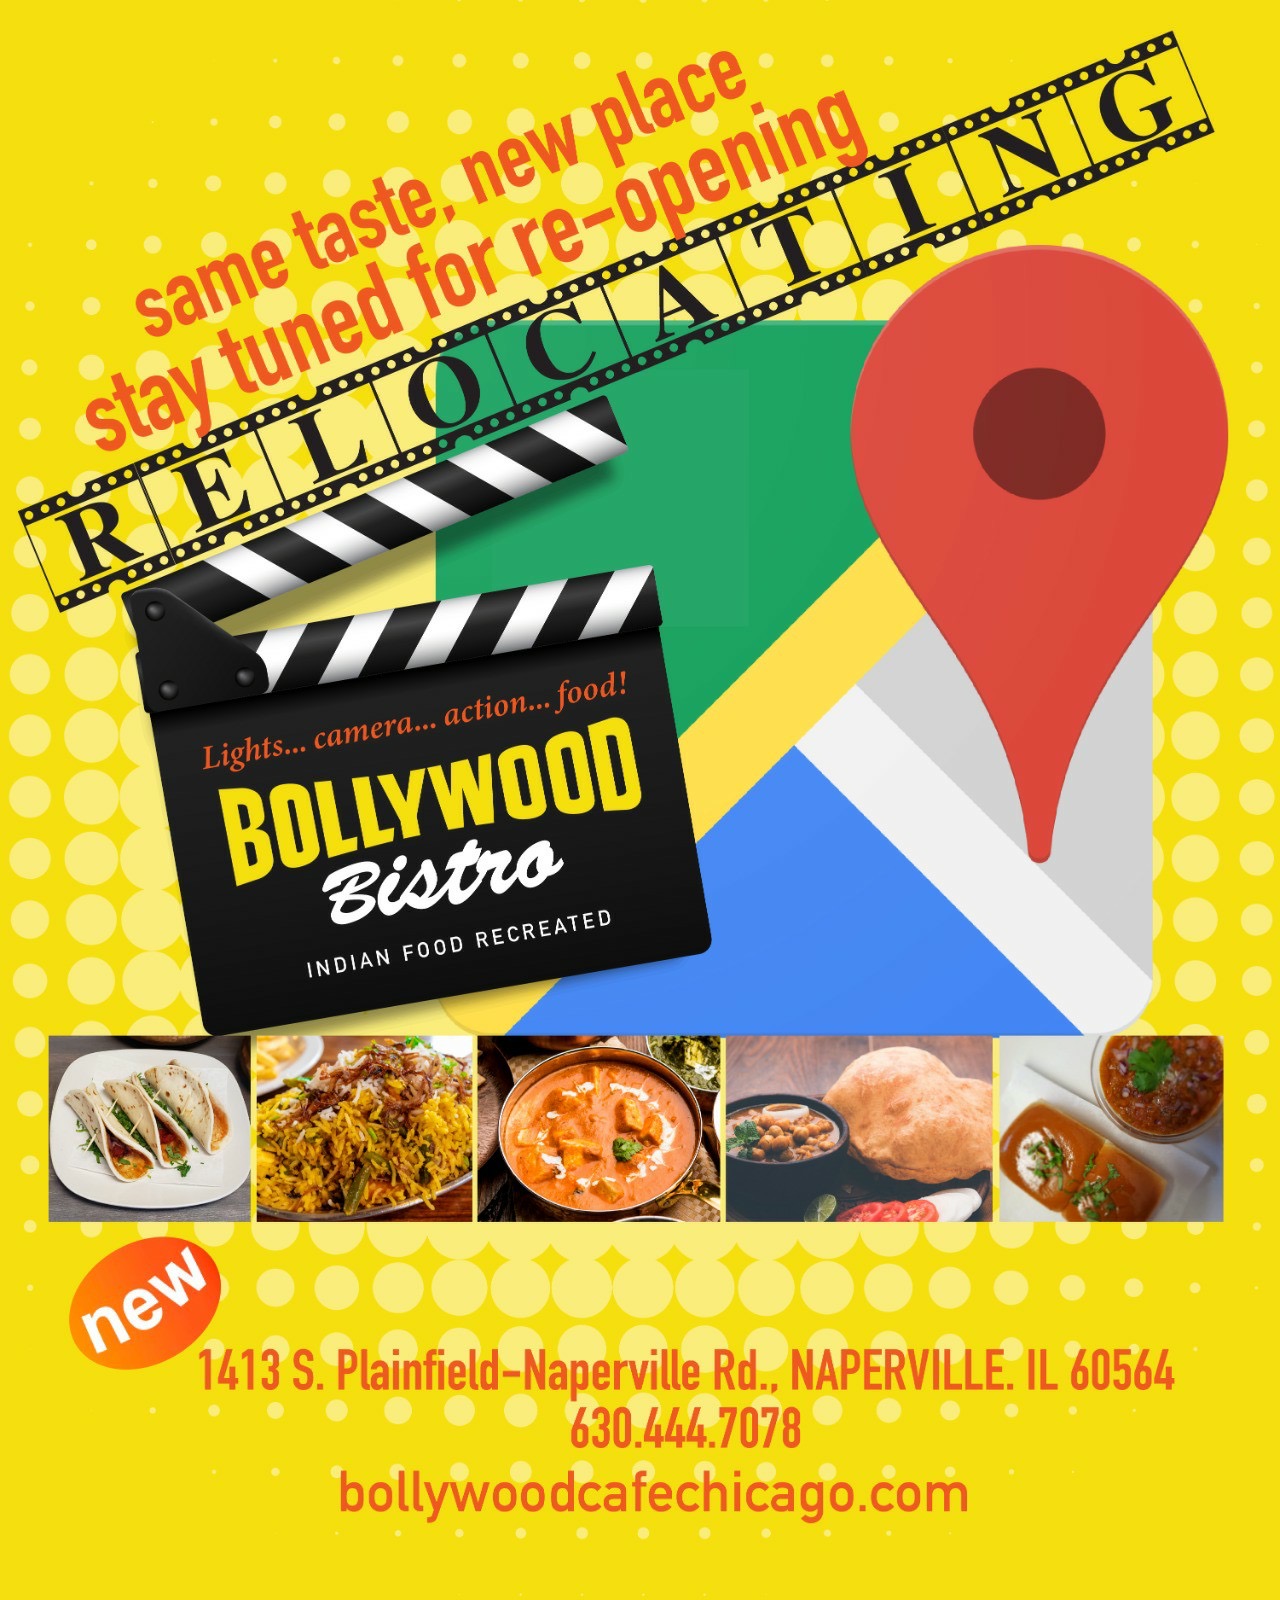 same taste, new place
stay tuned for re-opening
RELOCATING
Lights... camera... action... food!
BOLLYWOOD
Bistro
INDIAN FOOD RECREATED
new
1413 S. Plainfield-Naperville Rd., NAPERVILLE. IL 60564
630.444.7078
bollywoodcafechicago.com